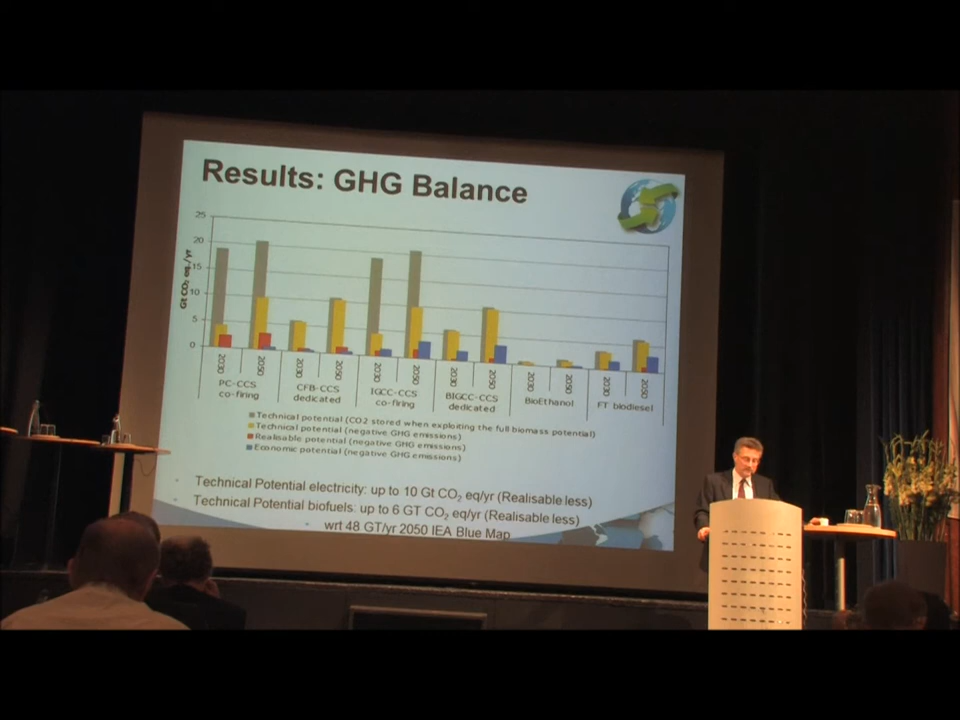 Results: GHG Balance
25
20
15
10
5
0
Gt CO2 eq./yr
2030
2050
2030
2050
2030
2050
2030
2050
2030
2050
2030
2050
PC-CCS
co-firing
CFB-CCS
dedicated
IGCC-CCS
co-firing
BIGCC-CCS
dedicated
BioEthanol
FT biodiesel
Technical potential (CO2 stored when exploiting the full biomass potential)
Technical potential (negative GHG emissions)
Realisable potential (negative GHG emissions)
Economic potential (negative GHG emissions)
Technical Potential electricity: up to 10 Gt CO2 eq/yr (Realisable less)
Technical Potential biofuels: up to 6 GT CO2 eq/yr (Realisable less)
wrt 48 GT/yr 2050 IEA Blue Map